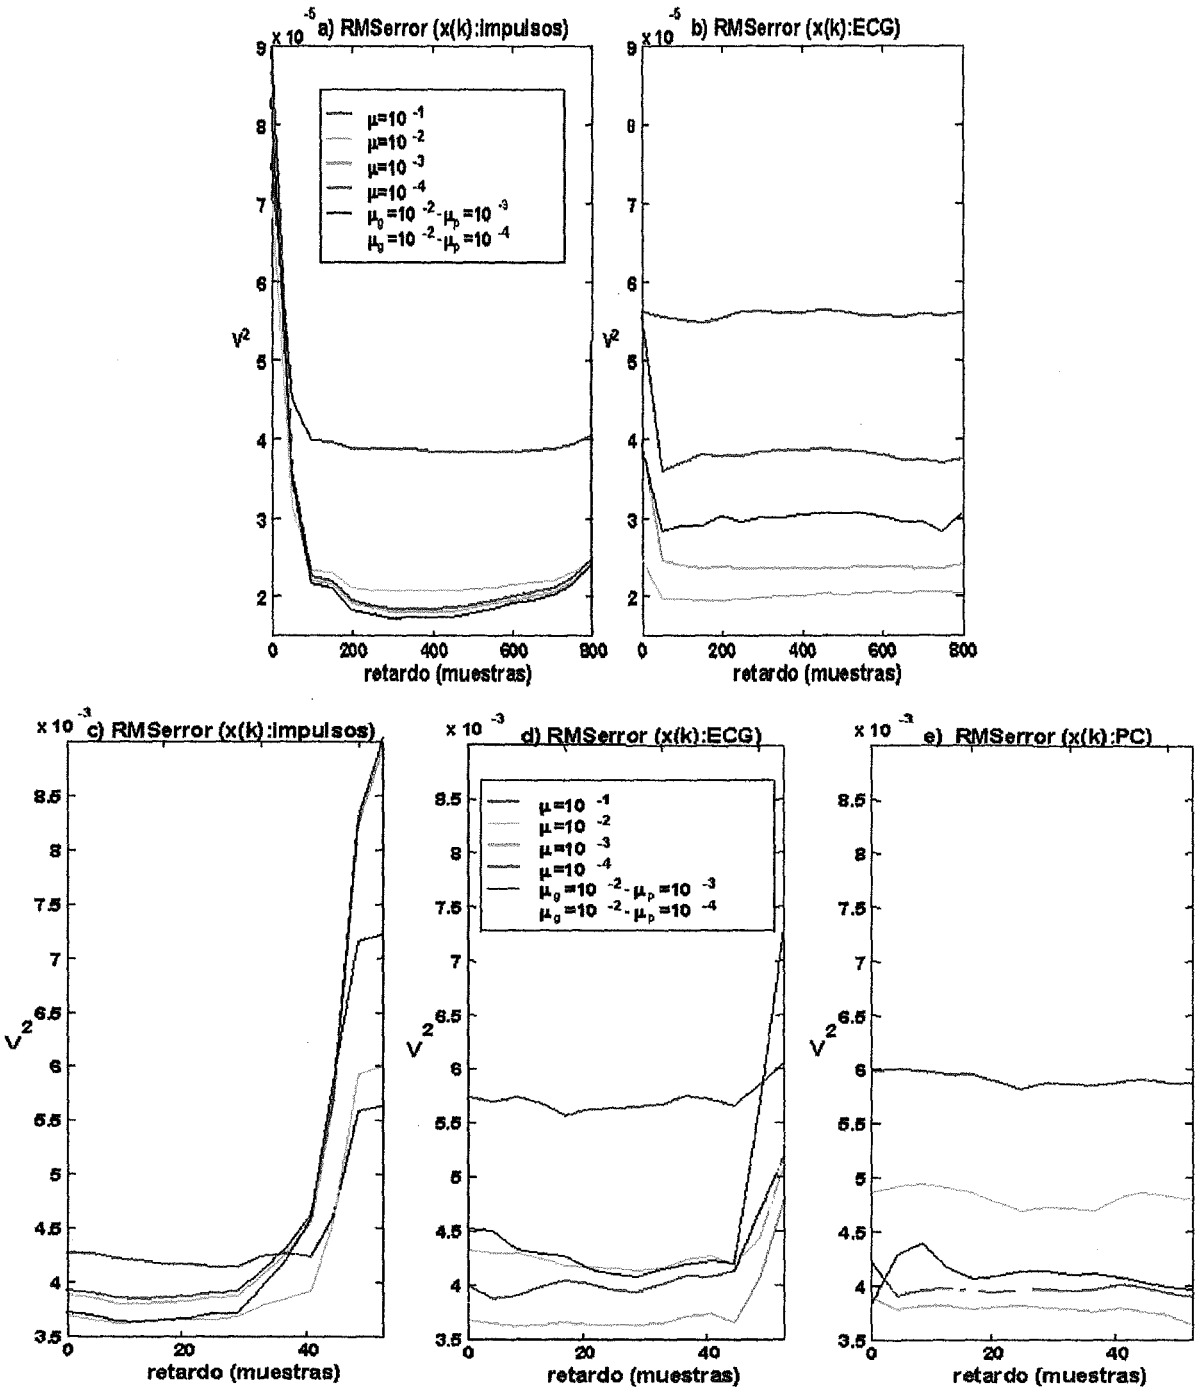 x 10 -5 a) RMSerror (x(k):impulsos)
x 10 -5 b) RMSerror (x(k):ECG)
9
8
7
6
5
4
3
2
V2
μ=10 -1
μ=10 -2
μ=10 -3
μ=10 -4
μg=10 -2-μp=10 -3
μg=10 -2-μp=10 -4
0 200 400 600 800
retardo (muestras)
9
8
7
6
5
4
3
2
V2
0 200 400 600 800
retardo (muestras)
x 10 -3 c) RMSerror (x(k):impulsos)
8.5
8
7.5
7
6.5
6
5.5
5
4.5
4
3.5
V2
0 20 40
retardo (muestras)
x 10 -3 d) RMSerror (x(k):ECG)
8.5
8
7.5
7
6.5
6
5.5
5
4.5
4
3.5
V2
μ=10 -1
μ=10 -2
μ=10 -3
μ=10 -4
μg=10 -2-μp=10 -3
μg=10 -2-μp=10 -4
0 20 40
retardo (muestras)
x 10 -3 e) RMSerror (x(k):PC)
8.5
8
7.5
7
6.5
6
5.5
5
4.5
4
3.5
V2
0 20 40
retardo (muestras)